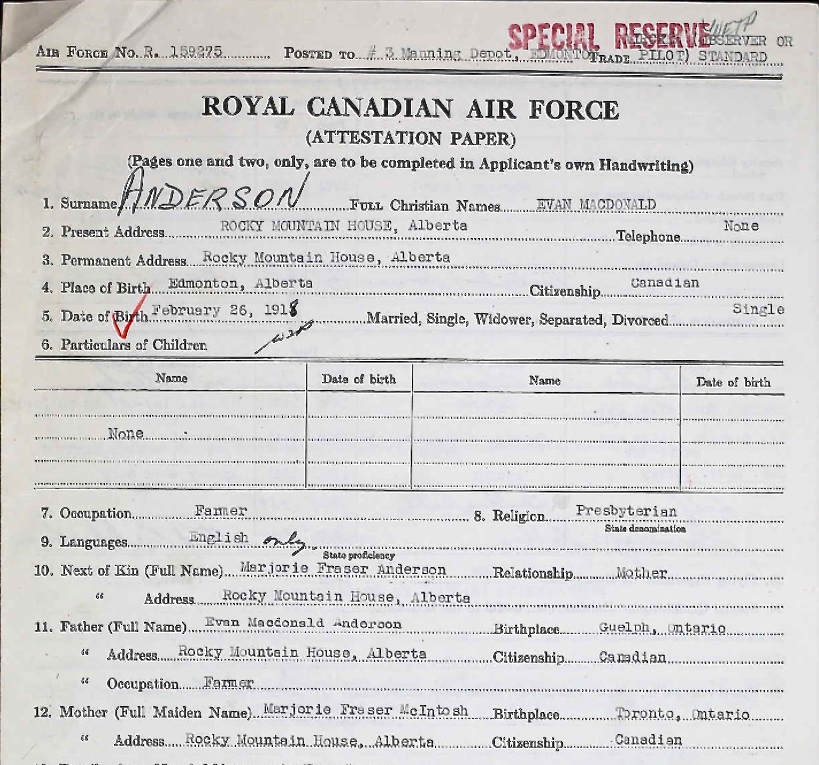 SPECIAL RESERVE
OBSERVER OR
AIR FORCE No. R. 159275 POSTED TO # 3 Manning Depot, EDMONTON TRADE PILOT) STANDARD
ROYAL CANADIAN AIR FORCE
(ATTESTATION PAPER)
(Pages one and two, only, are to be completed in Applicant's own Handwriting)
1. Surname ANDERSON FULL Christian Names EVAN MACDONALD
2. Present Address ROCKY MOUNTAIN HOUSE, Alberta Telephone None
3. Permanent Address Rocky Mountain House, Alberta
4. Place of Birth Edmonton, Alberta Citizenship Canadian
5. Date of Birth February 26, 1918 Married, Single, Widower, Separated, Divorced Single
6. Particulars of Children
Name Date of birth Name Date of birth
None
7. Occupation Farmer 8. Religion Presbyterian
State denomination
9. Languages English only
State proficiency
10. Next of Kin (Full Name) Marjorie Fraser Anderson Relationship Mother
" Address Rocky Mountain House, Alberta
11. Father (Full Name) Evan Macdonald Anderson Birthplace Guelph, Ontario
" Address Rocky Mountain House, Alberta Citizenship Canadian
" Occupation Farmer
12. Mother (Full Maiden Name) Marjorie Fraser McIntosh Birthplace Toronto, Ontario
" Address Rocky Mountain House, Alberta Citizenship Canadian